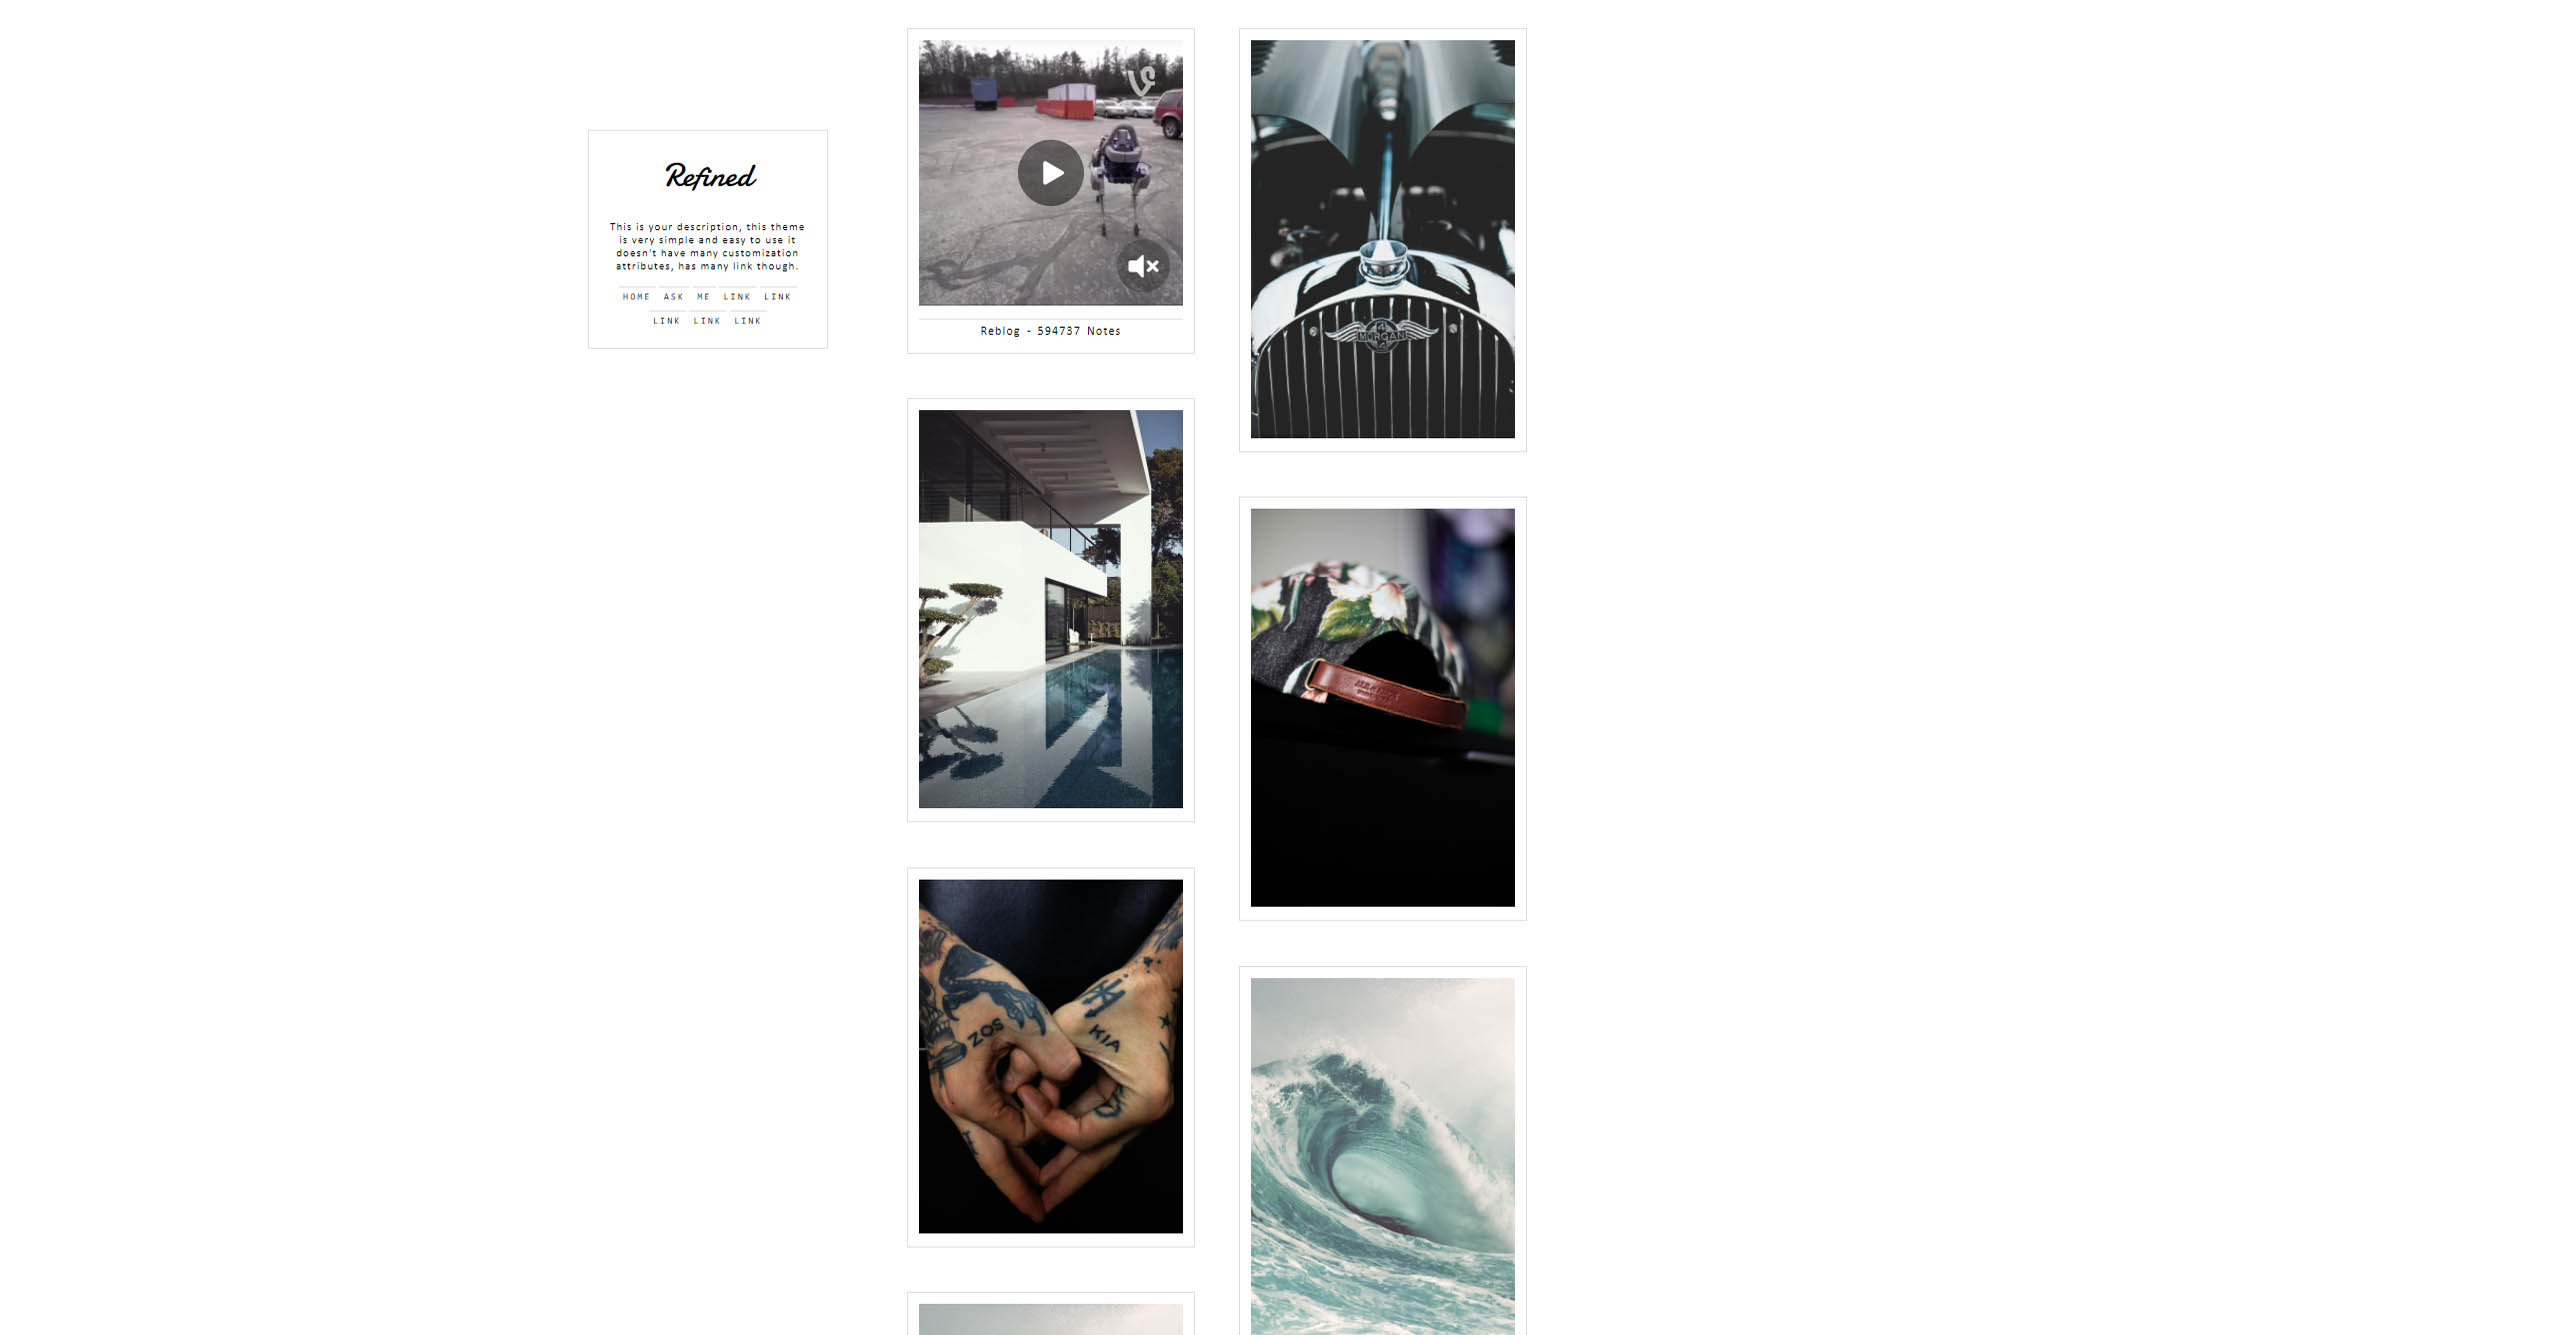 Refined
This is your description, this theme
is very simple and easy to use it
doesn't have many customization
attributes, has many link though.
HOME ASK ME LINK LINK
LINK LINK LINK
Reblog - 594737 Notes
4
MORGAN
4
ZOS
KIA